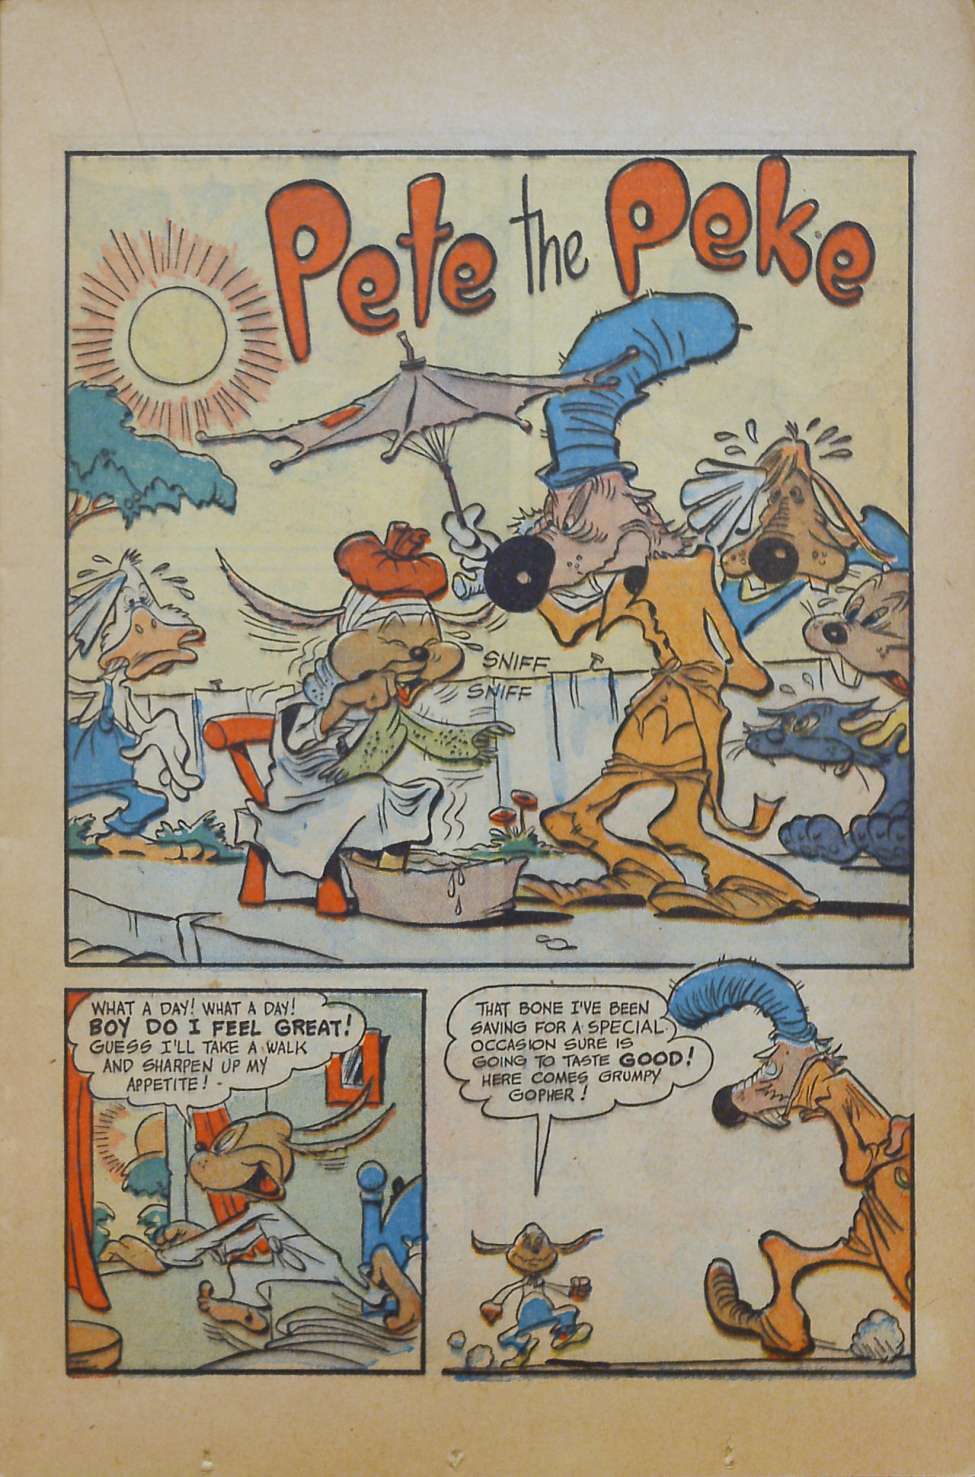 Pete the Peke
SNIFF
SNIFF
WHAT A DAY! WHAT A DAY!
BOY DO I FEEL GREAT!
GUESS I'LL TAKE A WALK
AND SHARPEN UP MY
APPETITE! -
THAT BONE I'VE BEEN
SAVING FOR A SPECIAL
OCCASION SURE IS
GOING TO TASTE GOOD!
HERE COMES GRUMPY
GOPHER!